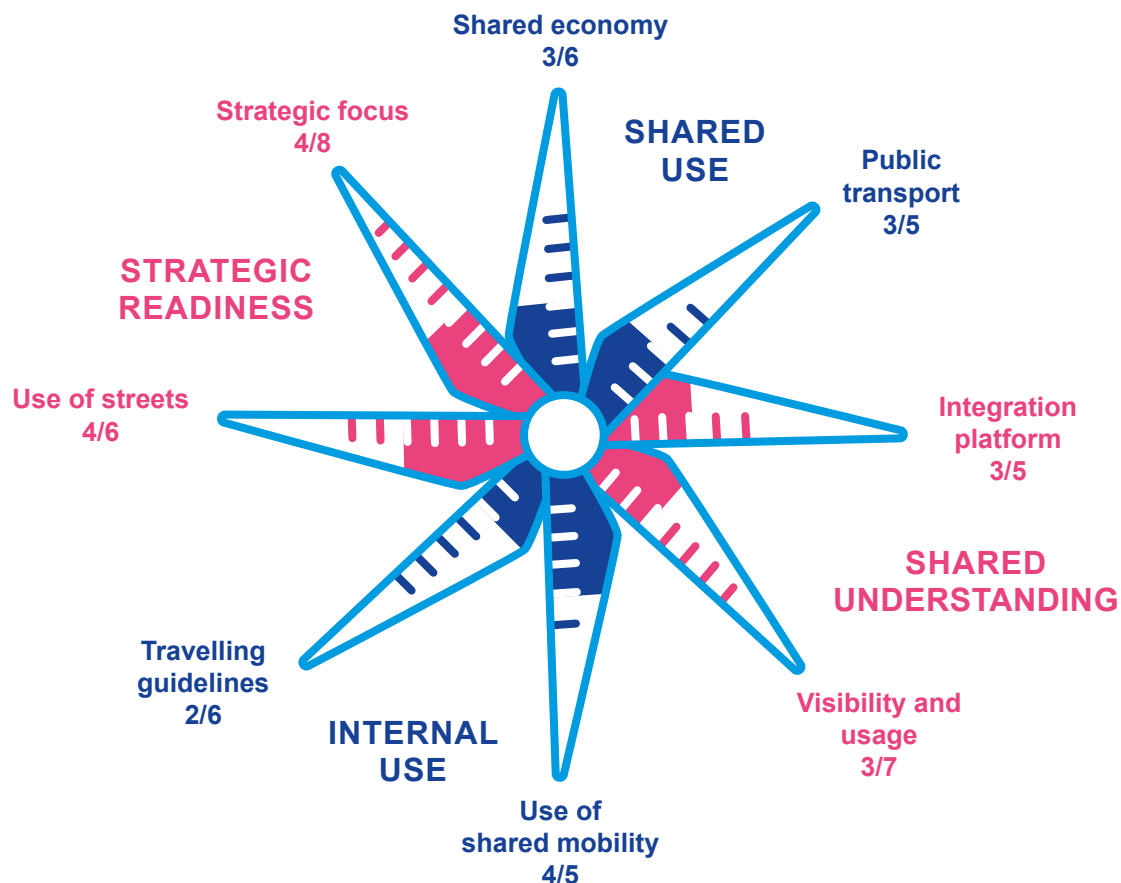 Shared economy
3/6
Strategic focus
4/8
SHARED
USE
Public
transport
3/5
STRATEGIC
READINESS
Use of streets
4/6
Integration
platform
3/5
SHARED
UNDERSTANDING
Travelling
guidelines
2/6
INTERNAL
USE
Visibility and
usage
3/7
Use of
shared mobility
4/5